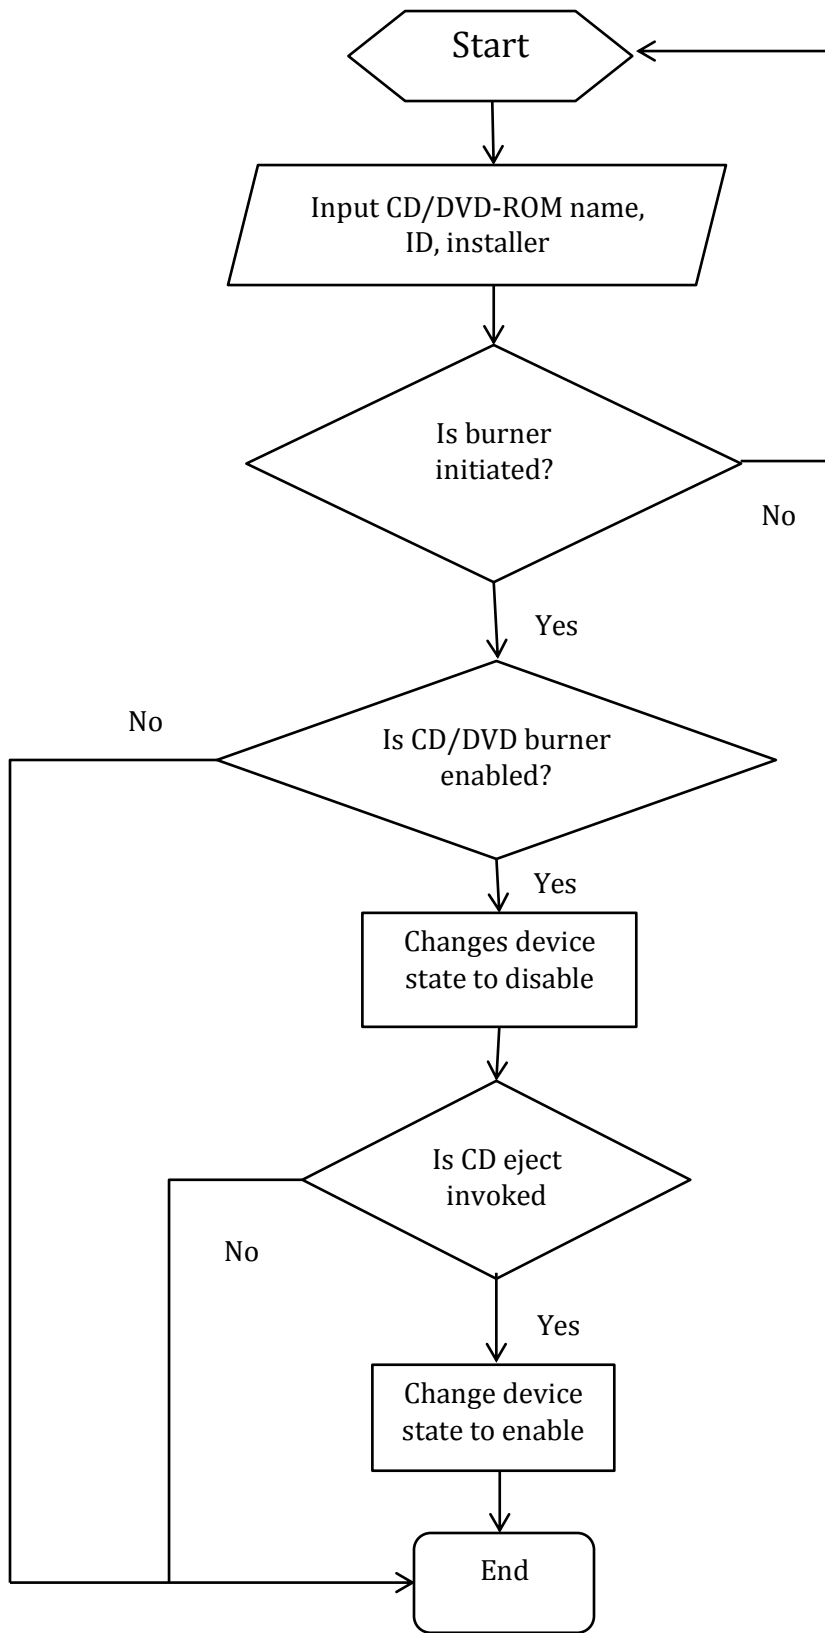 Start
Input CD/DVD-ROM name,
ID, installer
Is burner
initiated?
No
Yes
No
Is CD/DVD burner
enabled?
Yes
Changes device
state to disable
Is CD eject
invoked
No
Yes
Change device
state to enable
End